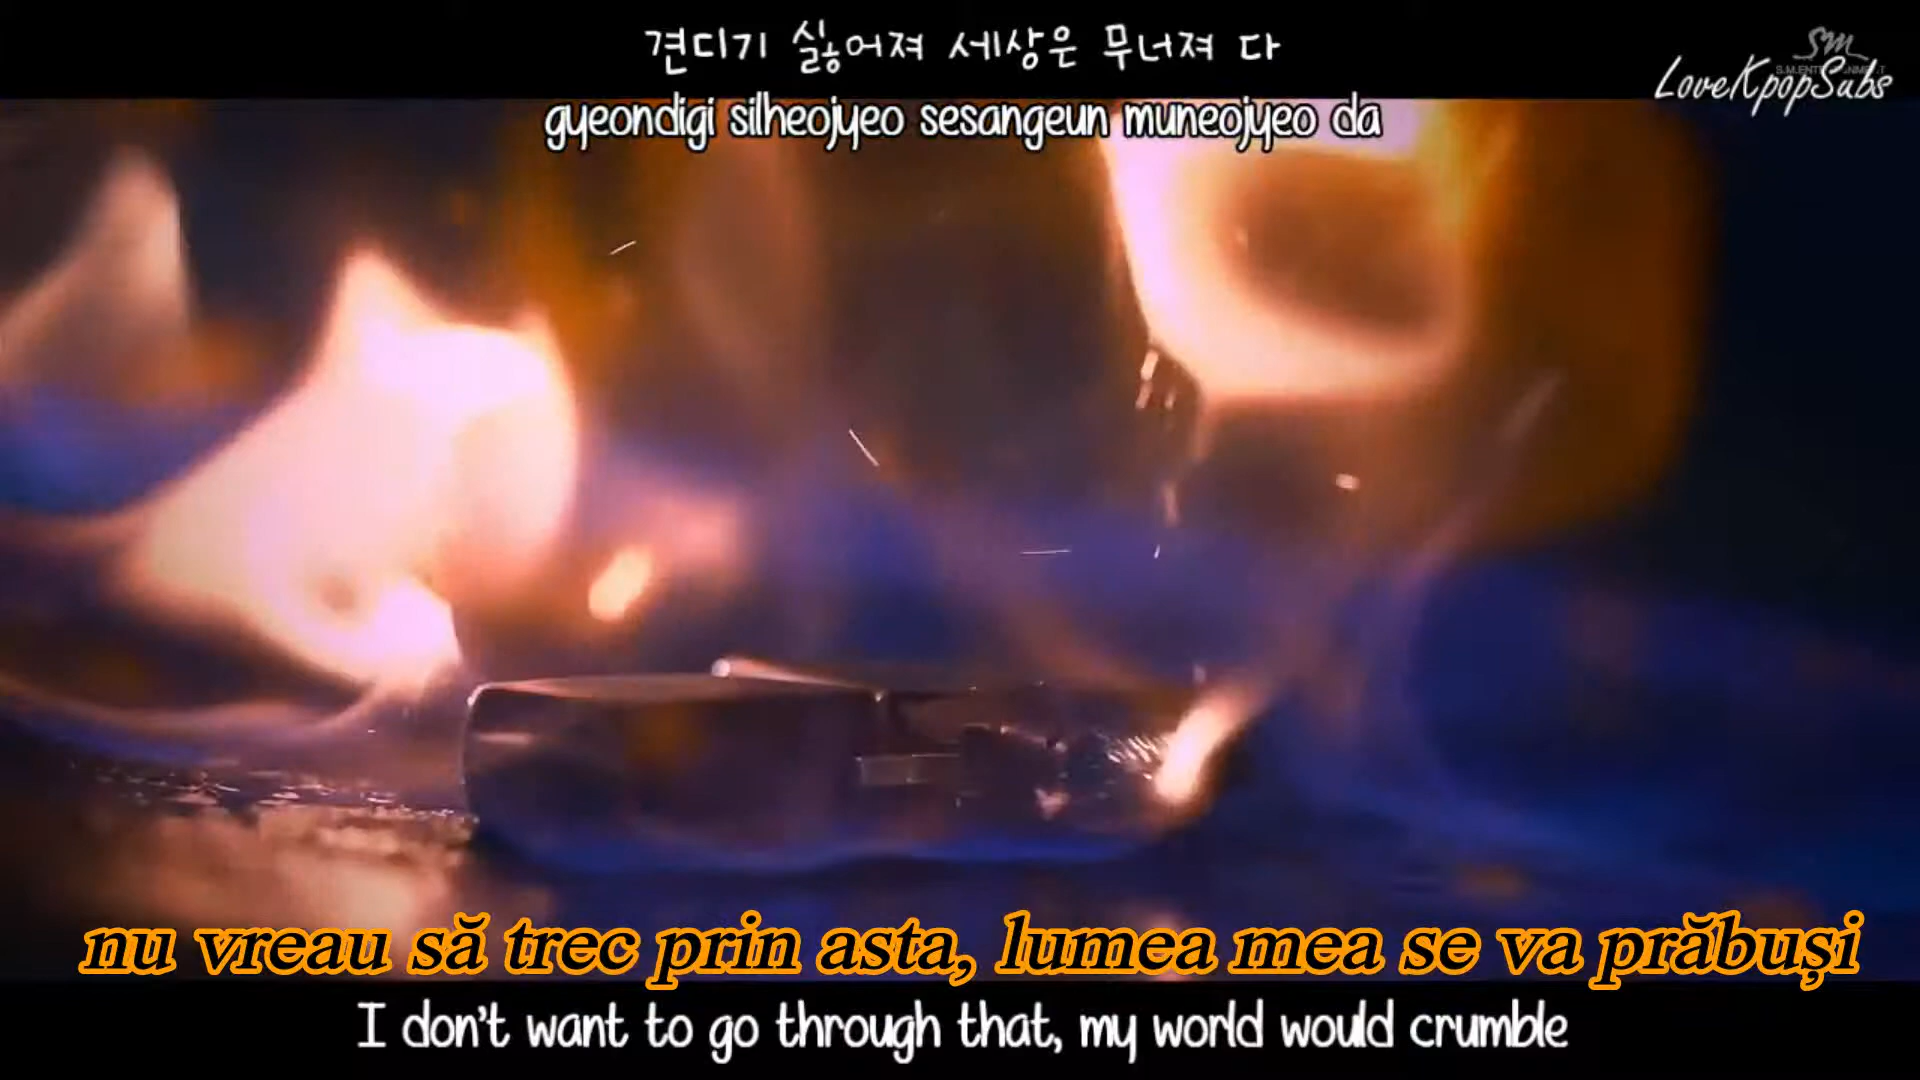 견디기 싫어져 세상은 무너져 다
SM
S.M.ENTERTAINMENT
LoveKpopSubs
gyeondigi silheojyeo sesangeun muneojyeo da
nu vreau să trec prin asta, lumea mea se va prăbuși
I don't want to go through that, my world would crumble